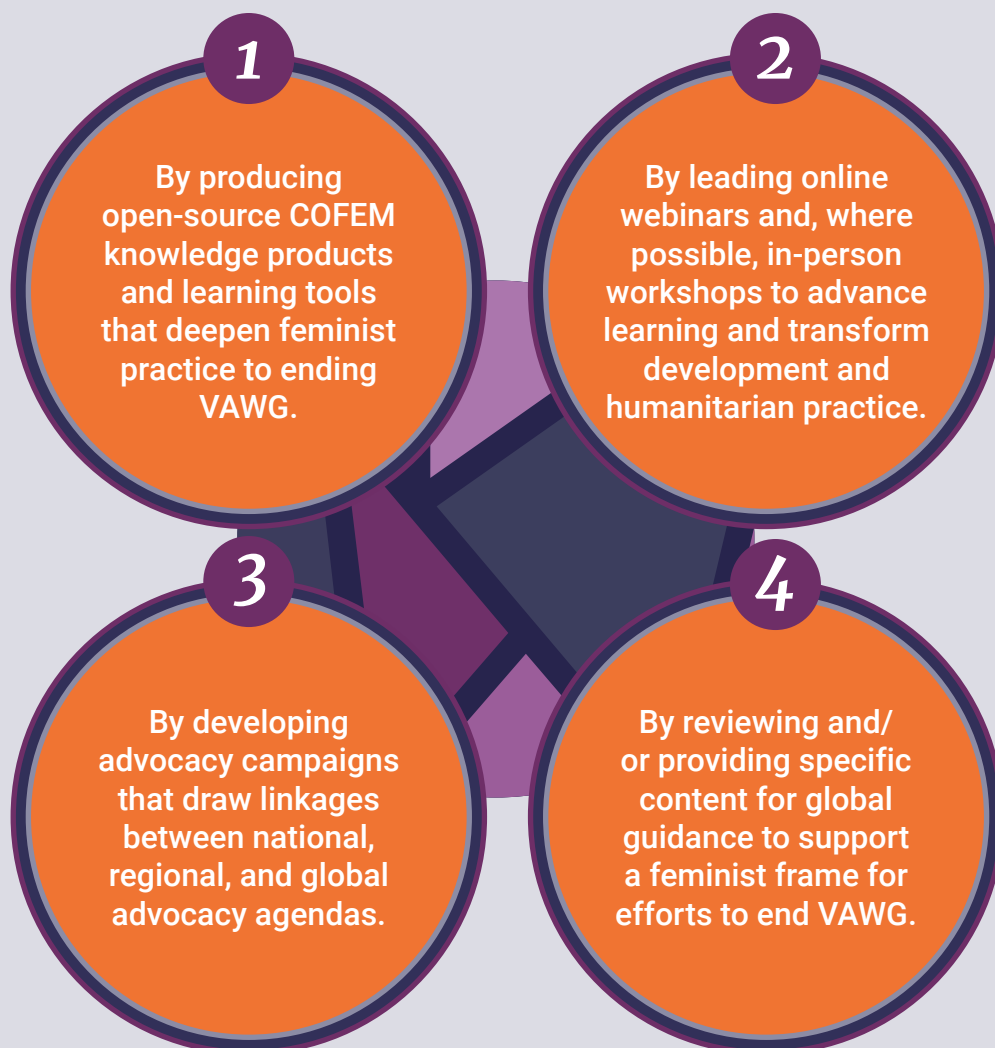 1
By producing
open-source COFEM
knowledge products
and learning tools
that deepen feminist
practice to ending
VAWG.
2
By leading online
webinars and, where
possible, in-person
workshops to advance
learning and transform
development and
humanitarian practice.
3
By developing
advocacy campaigns
that draw linkages
between national,
regional, and global
advocacy agendas.
4
By reviewing and/
or providing specific
content for global
guidance to support
a feminist frame for
efforts to end VAWG.